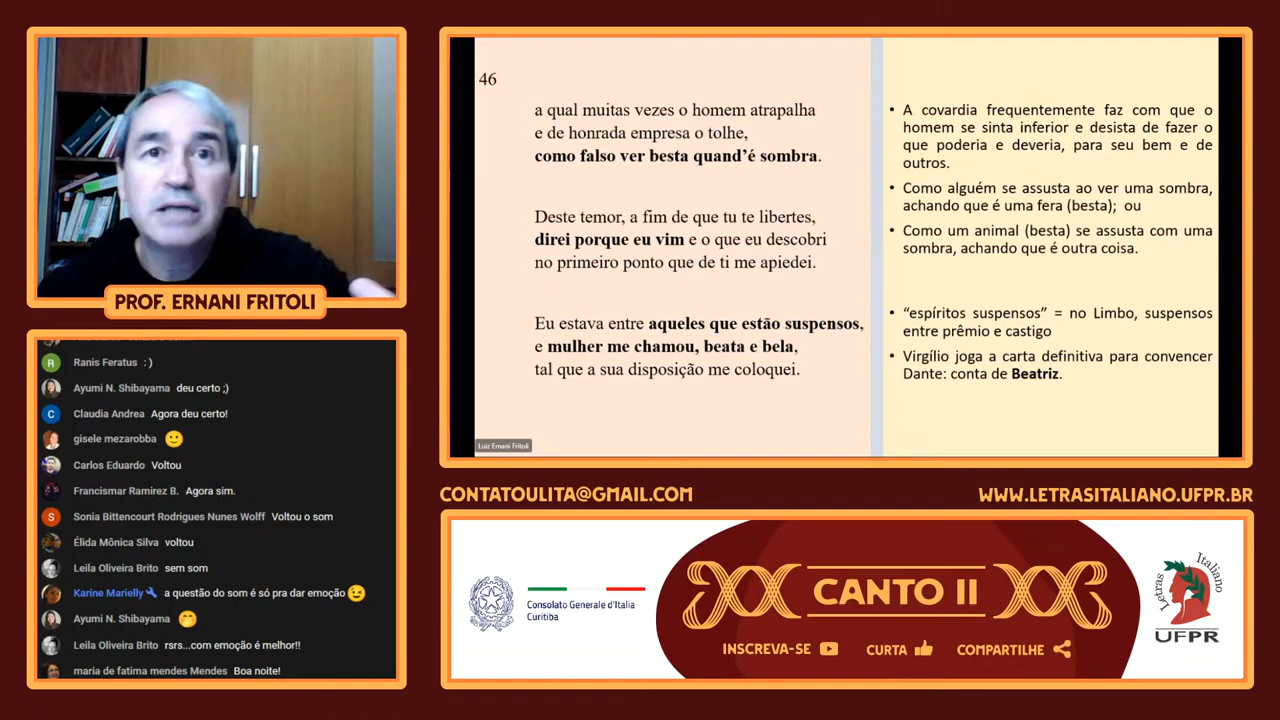 PROF. ERNANI FRITOLI
Ranis Feratus :)
Ayumi N. Shibayama deu certo ;)
Claudia Andrea Agora deu certo!
gisele mezarobba
Carlos Eduardo Voltou
Francismar Ramirez B. Agora sim.
Sonia Bittencourt Rodrigues Nunes Wolff Voltou o som
Élida Mônica Silva voltou
Leila Oliveira Brito sem som
Karine Marielly a questão do som é só pra dar emoção
Ayumi N. Shibayama
Leila Oliveira Brito rsrs...com emoção é melhor!!
maria de fatima mendes Mendes Boa noite!
46
a qual muitas vezes o homem atrapalha
e de honrada empresa o tolhe,
como falso ver besta quand’é sombra.
Deste temor, a fim de que tu te libertes,
direi porque eu vim e o que eu descobri
no primeiro ponto que de ti me apiedei.
Eu estava entre aqueles que estão suspensos,
e mulher me chamou, beata e bela,
tal que a sua disposição me coloquei.
Luiz Ernani Fritoli
• A covardia frequentemente faz com que o
homem se sinta inferior e desista de fazer o
que poderia e deveria, para seu bem e de
outros.
• Como alguém se assusta ao ver uma sombra,
achando que é uma fera (besta); ou
• Como um animal (besta) se assusta com uma
sombra, achando que é outra coisa.
• “espíritos suspensos” = no Limbo, suspensos
entre prêmio e castigo
• Virgílio joga a carta definitiva para convencer
Dante: conta de Beatriz.
CONTATOULITA@GMAIL.COM
WWW.LETRASITALIANO.UFPR.BR
Consolato Generale d'Italia
Curitiba
CANTO II
INSCREVA-SE
CURTA
COMPARTILHE
Letras Italiano
UFPR